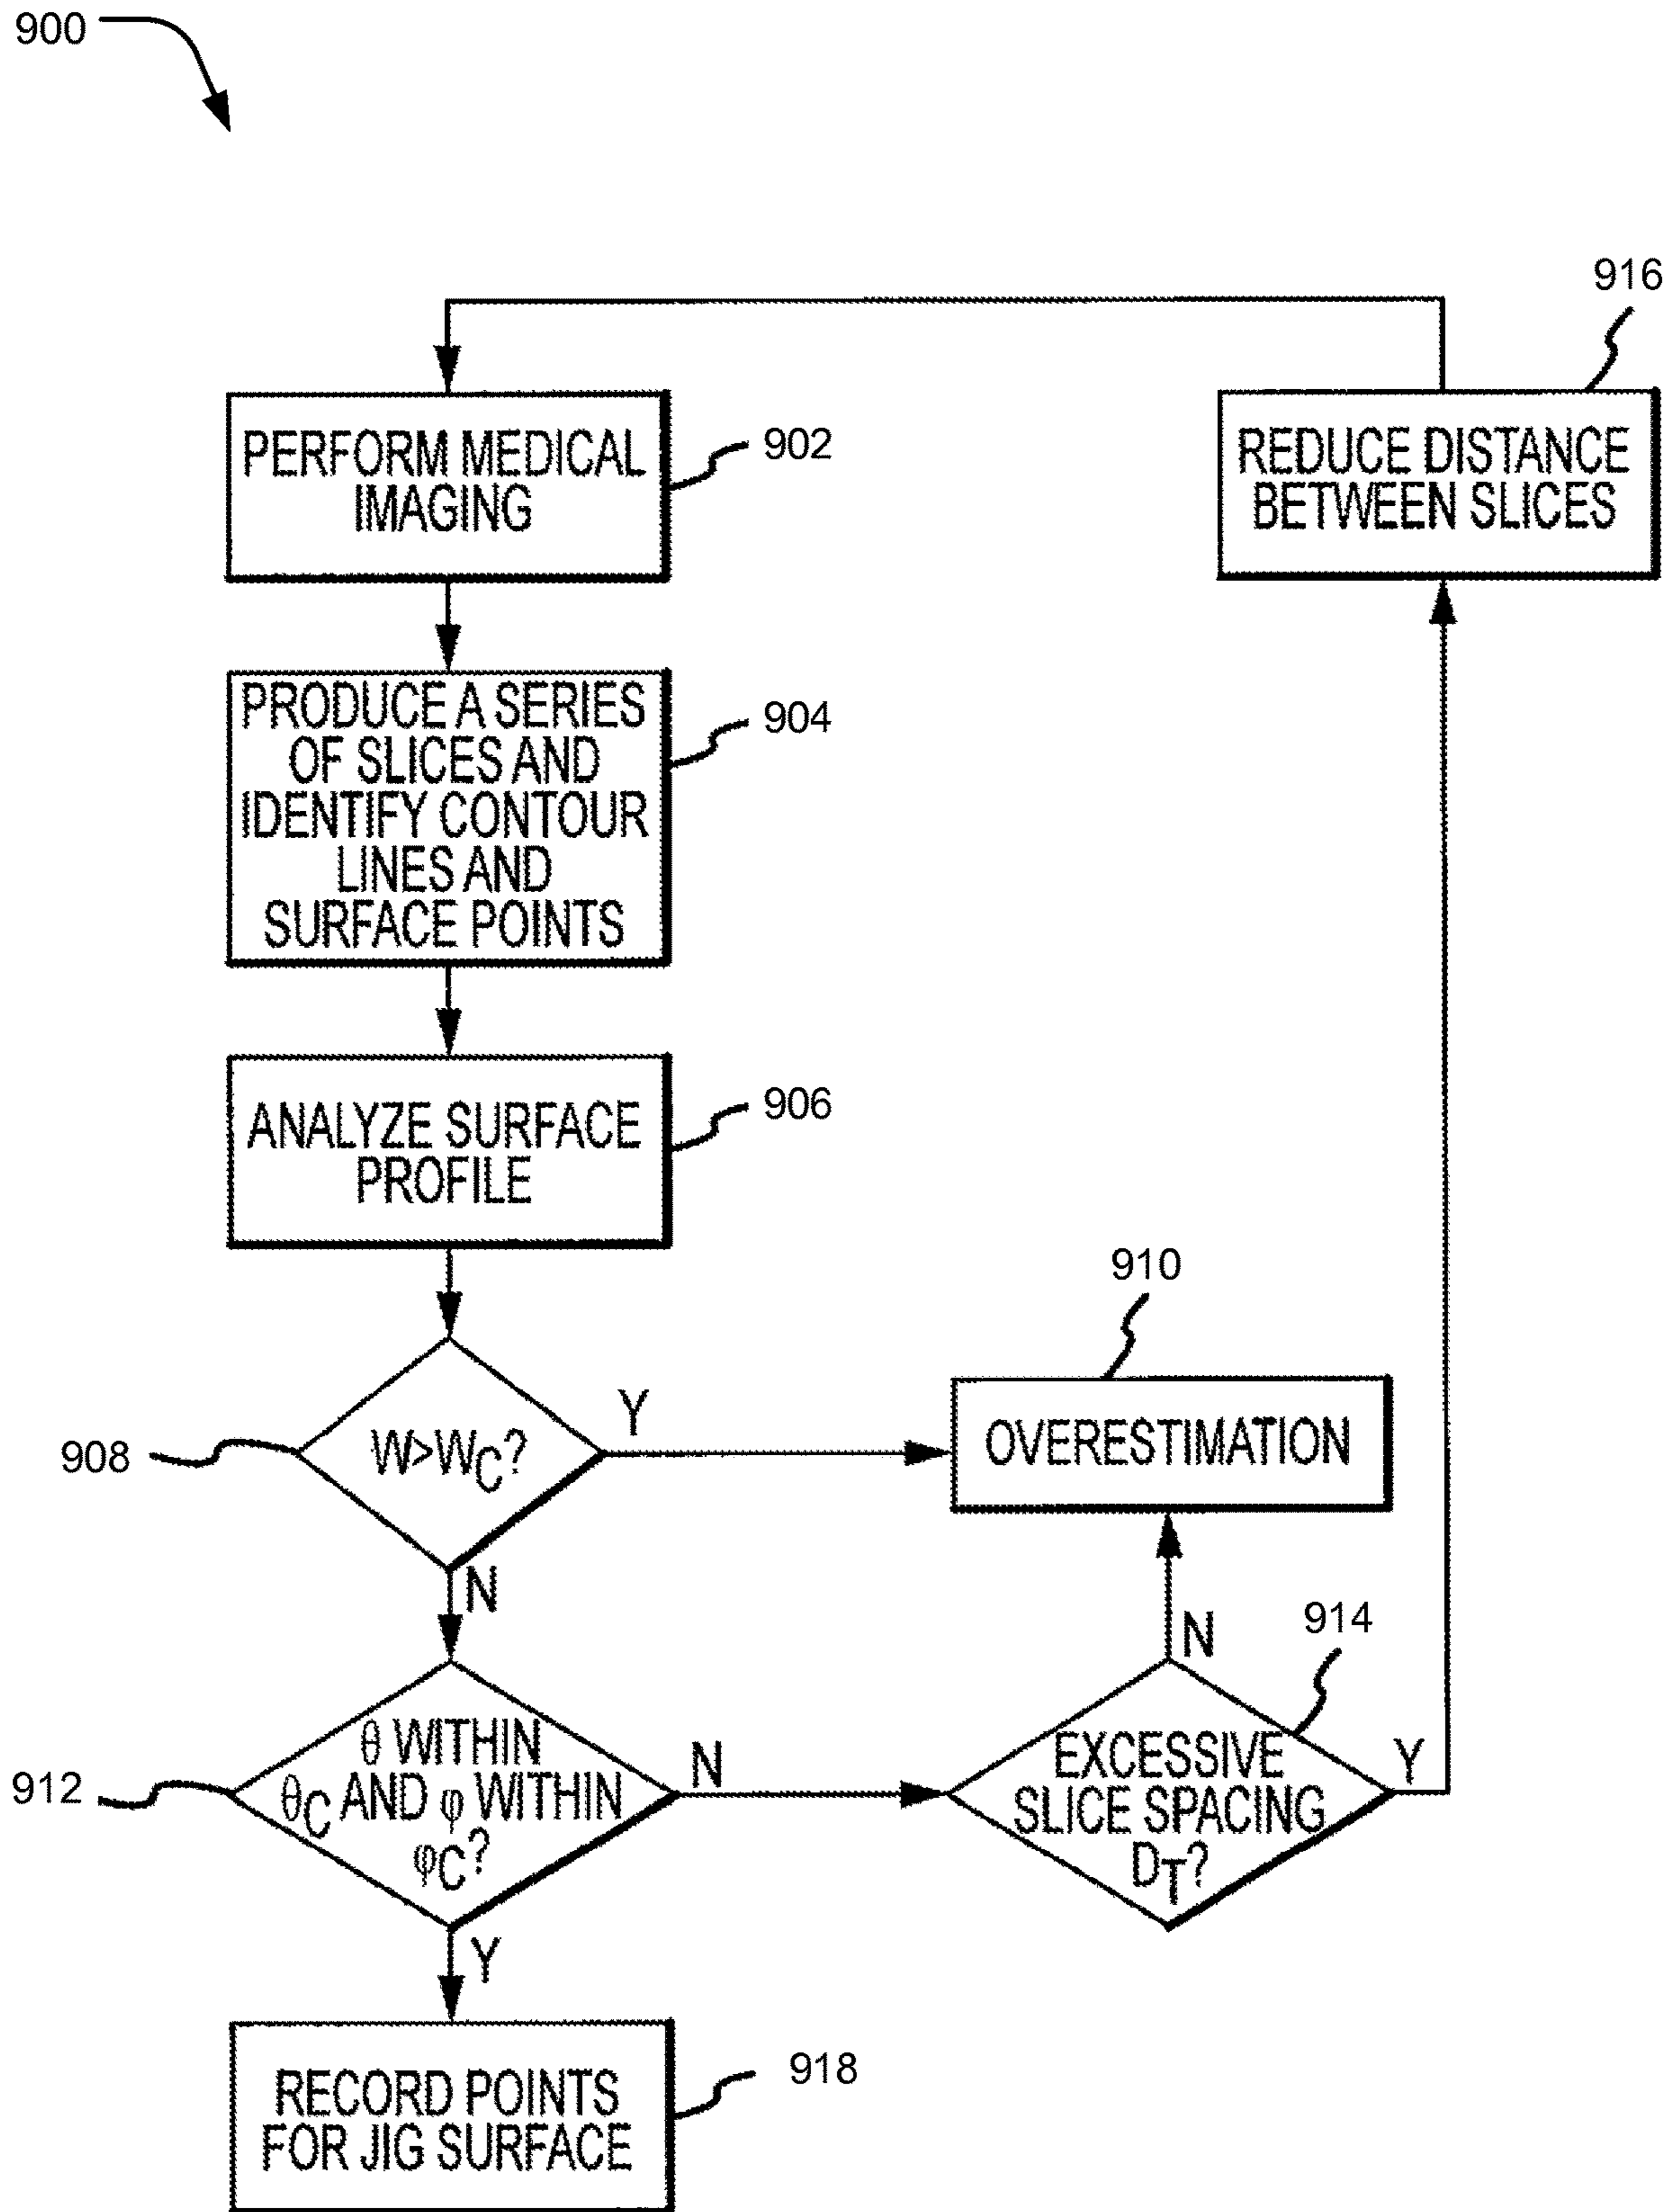 900
916
PERFORM MEDICAL
IMAGING
902
REDUCE DISTANCE
BETWEEN SLICES
PRODUCE A SERIES
OF SLICES AND
IDENTIFY CONTOUR
LINES AND
SURFACE POINTS
904
ANALYZE SURFACE
PROFILE
906
910
OVERESTIMATION
908
W>WC?
Y
N
914
912
θ WITHIN
θC AND φ WITHIN
φC?
N
EXCESSIVE
SLICE SPACING
DT?
N
Y
Y
RECORD POINTS
FOR JIG SURFACE
918